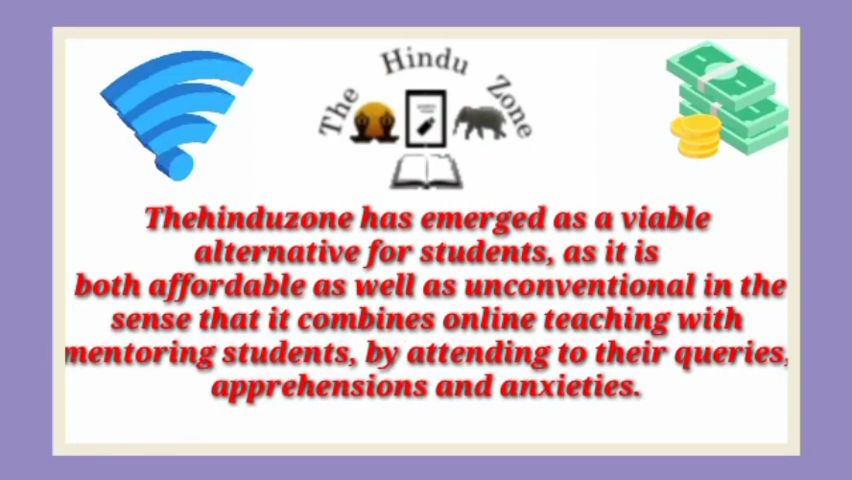 The Hindu Zone
Thehinduzone has emerged as a viable
alternative for students, as it is
both affordable as well as unconventional in the
sense that it combines online teaching with
mentoring students, by attending to their queries,
apprehensions and anxieties.